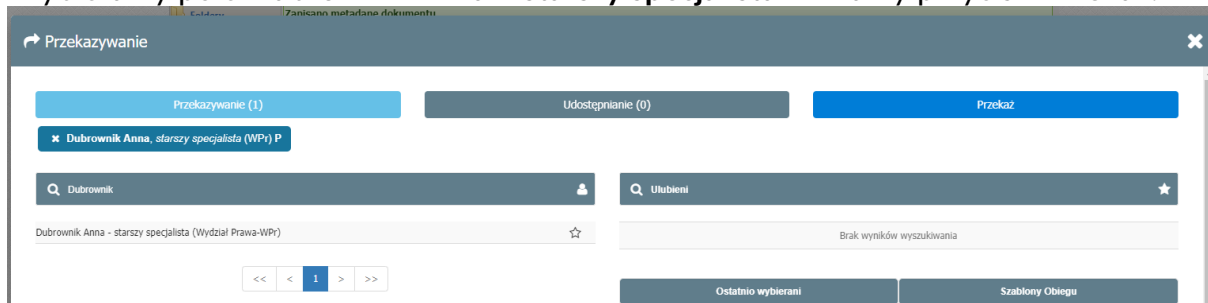 Foldery
Zapisano metadane dokumentu
Przekazywanie
Przekazywanie (1)
Udostępnianie (0)
Przekaż
Dubrownik Anna, starszy specjalista (WPr) P
Dubrownik
Ulubieni
Dubrownik Anna - starszy specjalista (Wydział Prawa-WPr)
Brak wyników wyszukiwania
<< < 1 > >>
Ostatnio wybierani
Szablony Obiegu